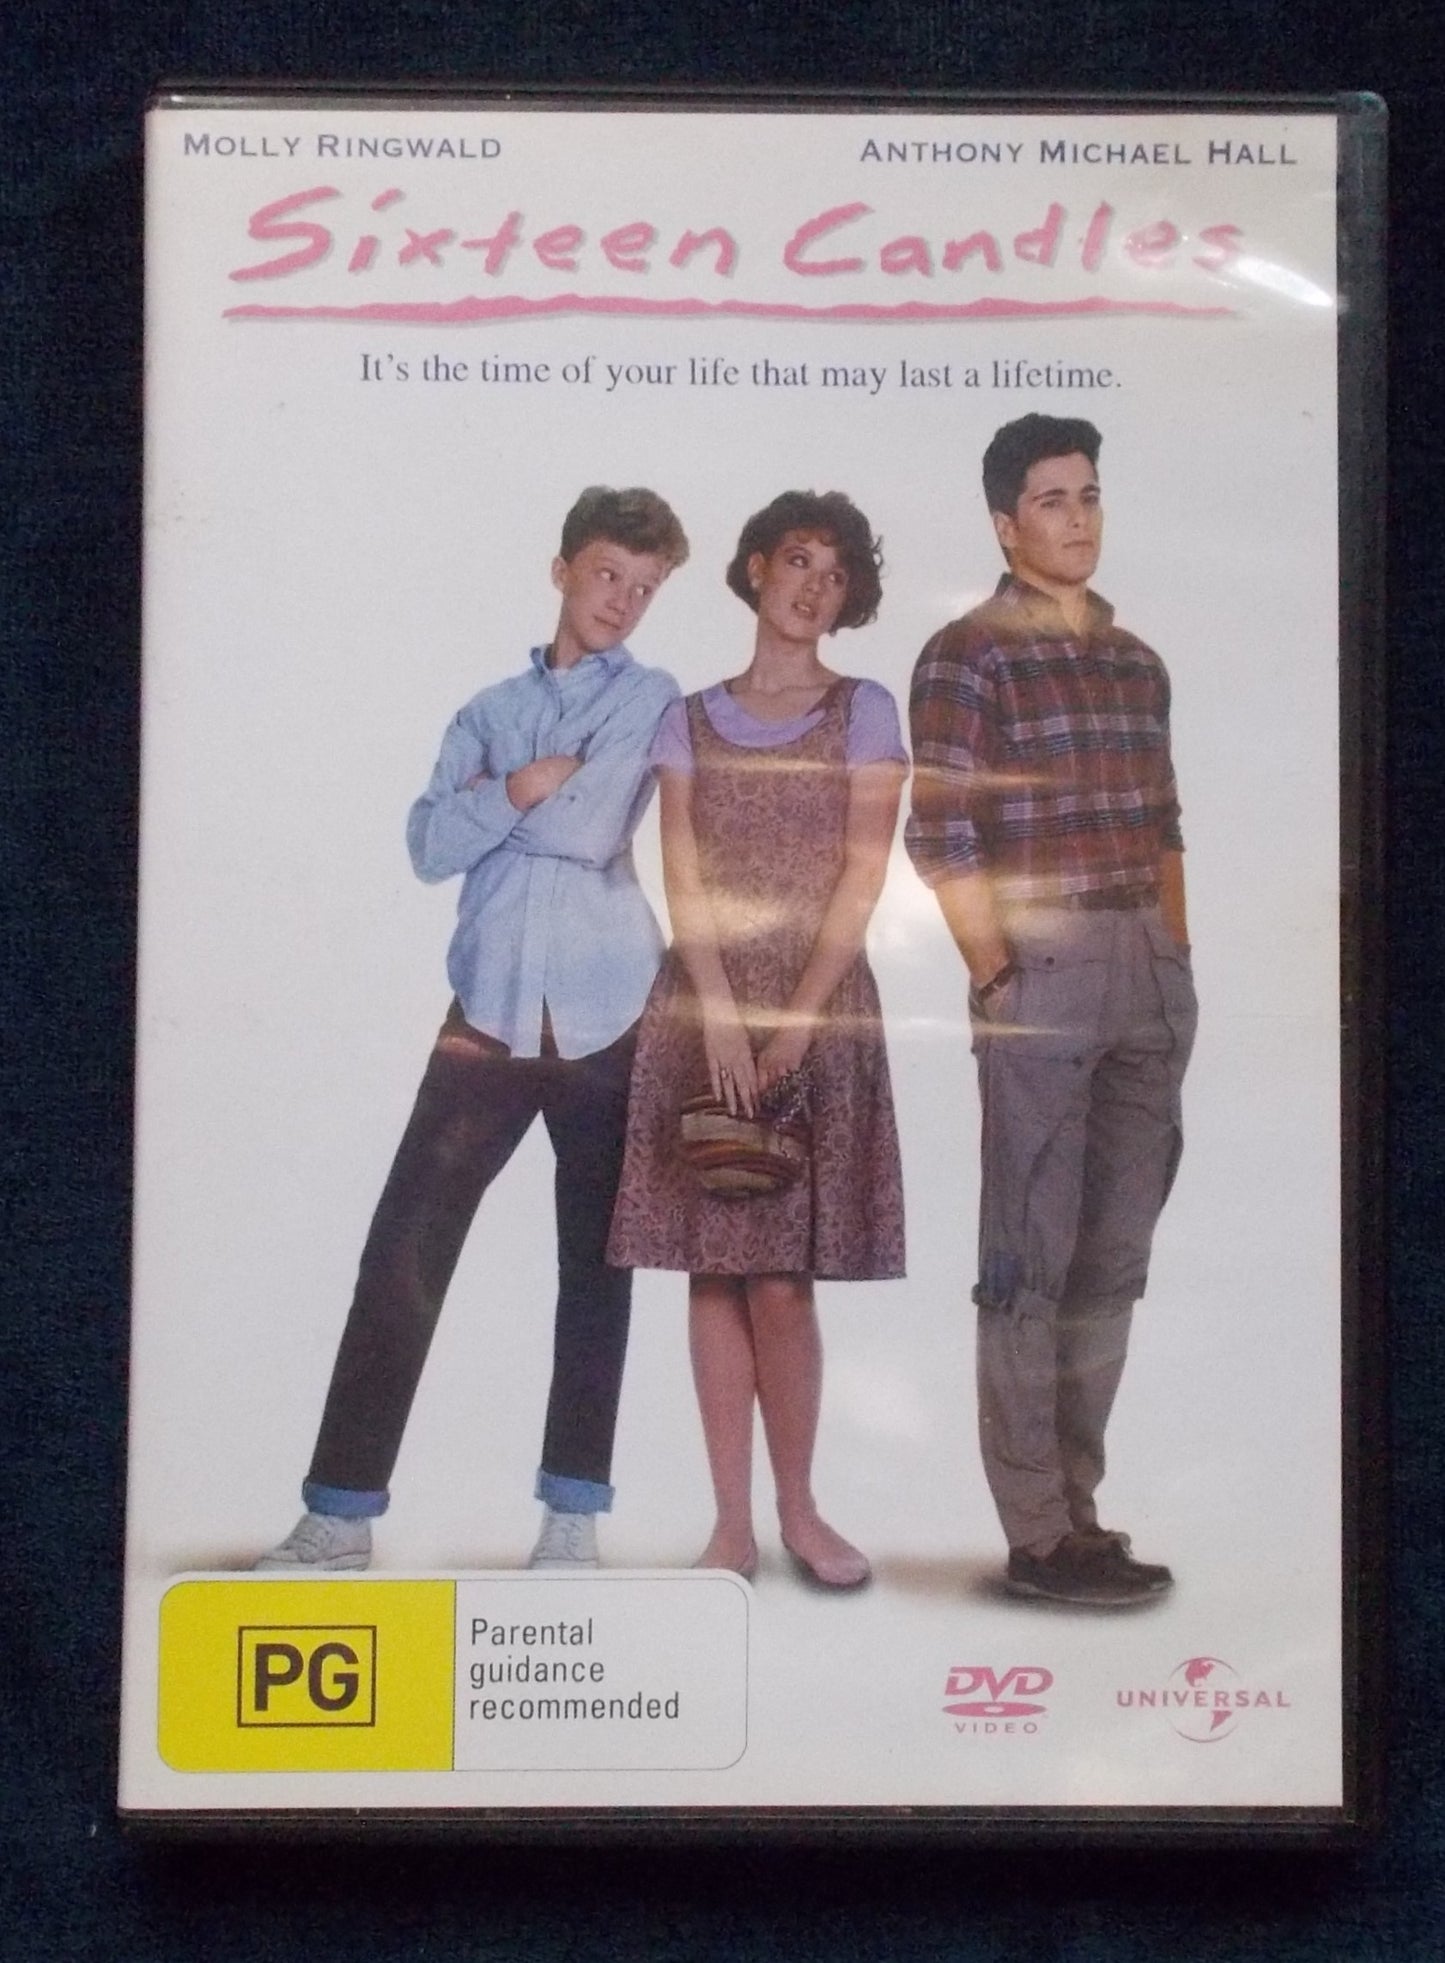 MOLLY RINGWALD
ANTHONY MICHAEL HALL
Sixteen Candles
It's the time of your life that may last a lifetime.
PG
Parental
guidance
recommended
DVD
VIDEO
UNIVERSAL